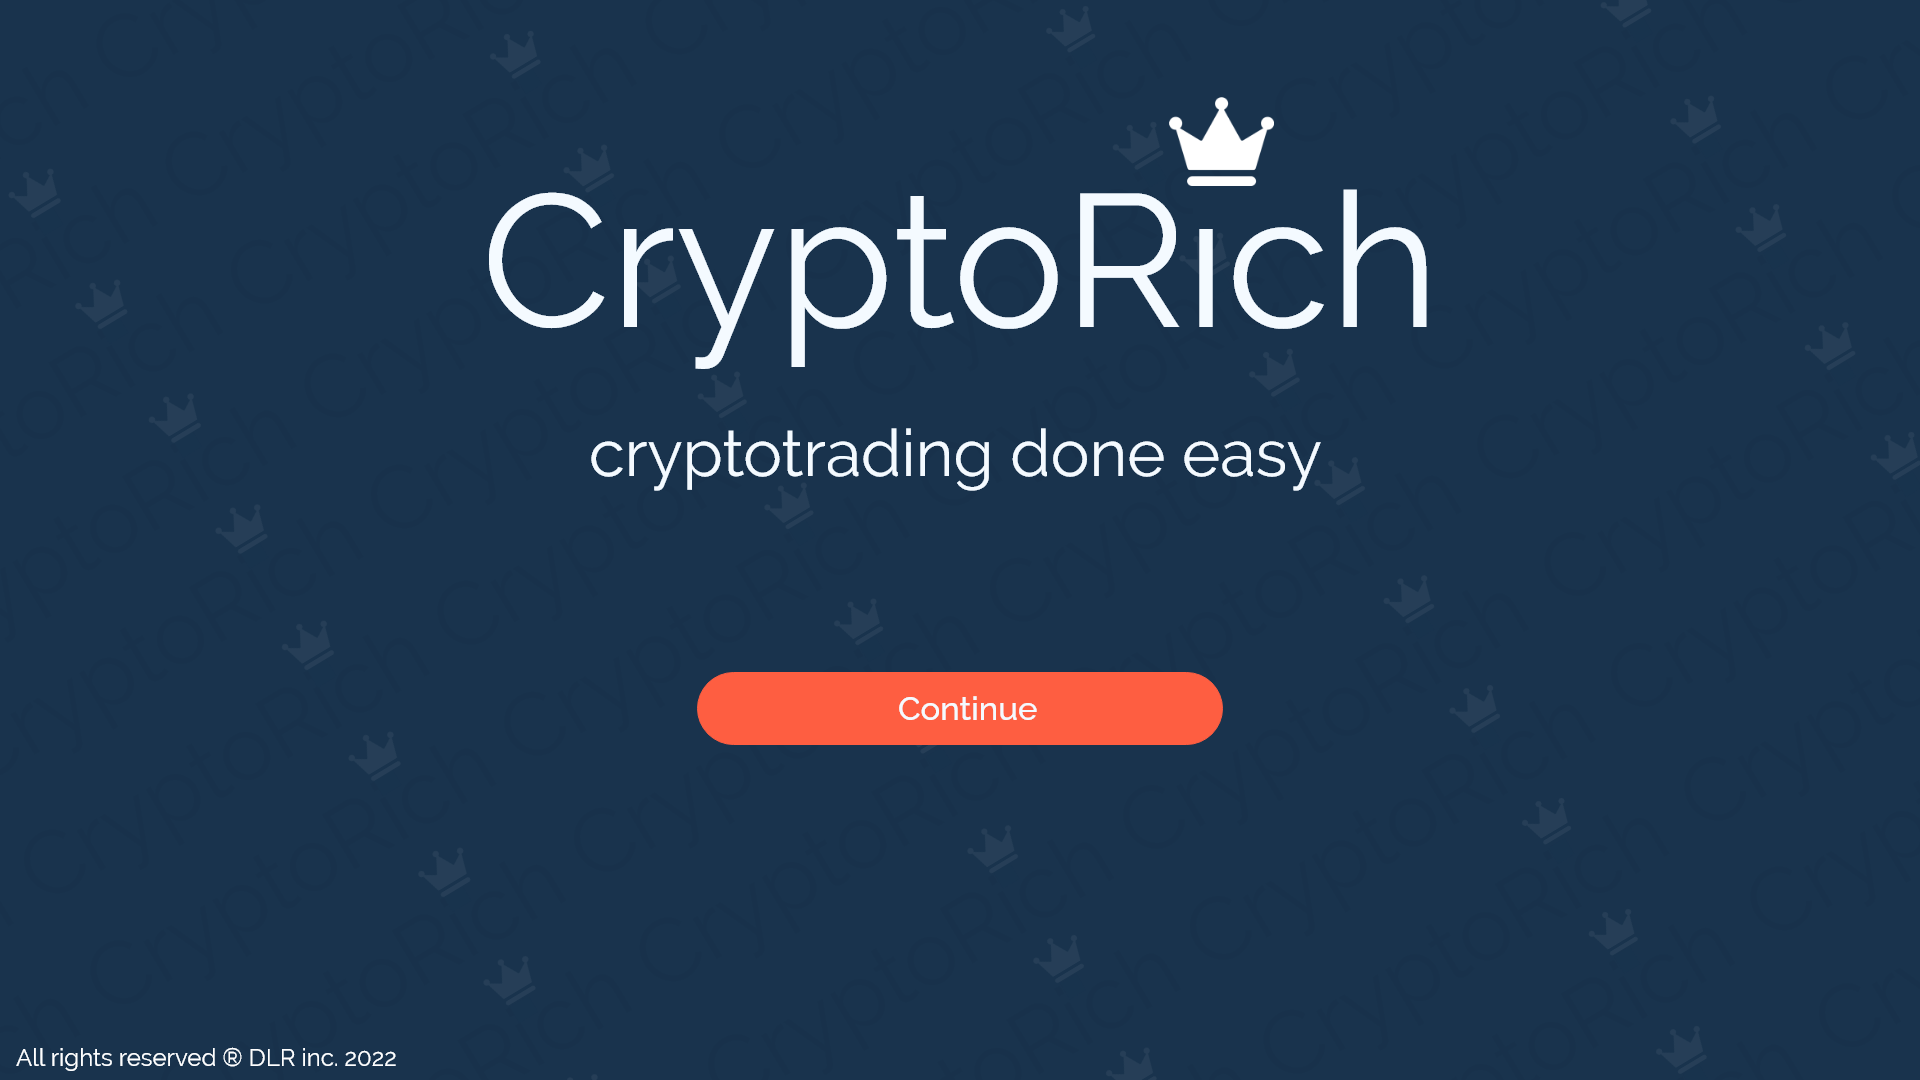 CryptoRich
cryptotrading done easy
Continue
All rights reserved ® DLR inc. 2022